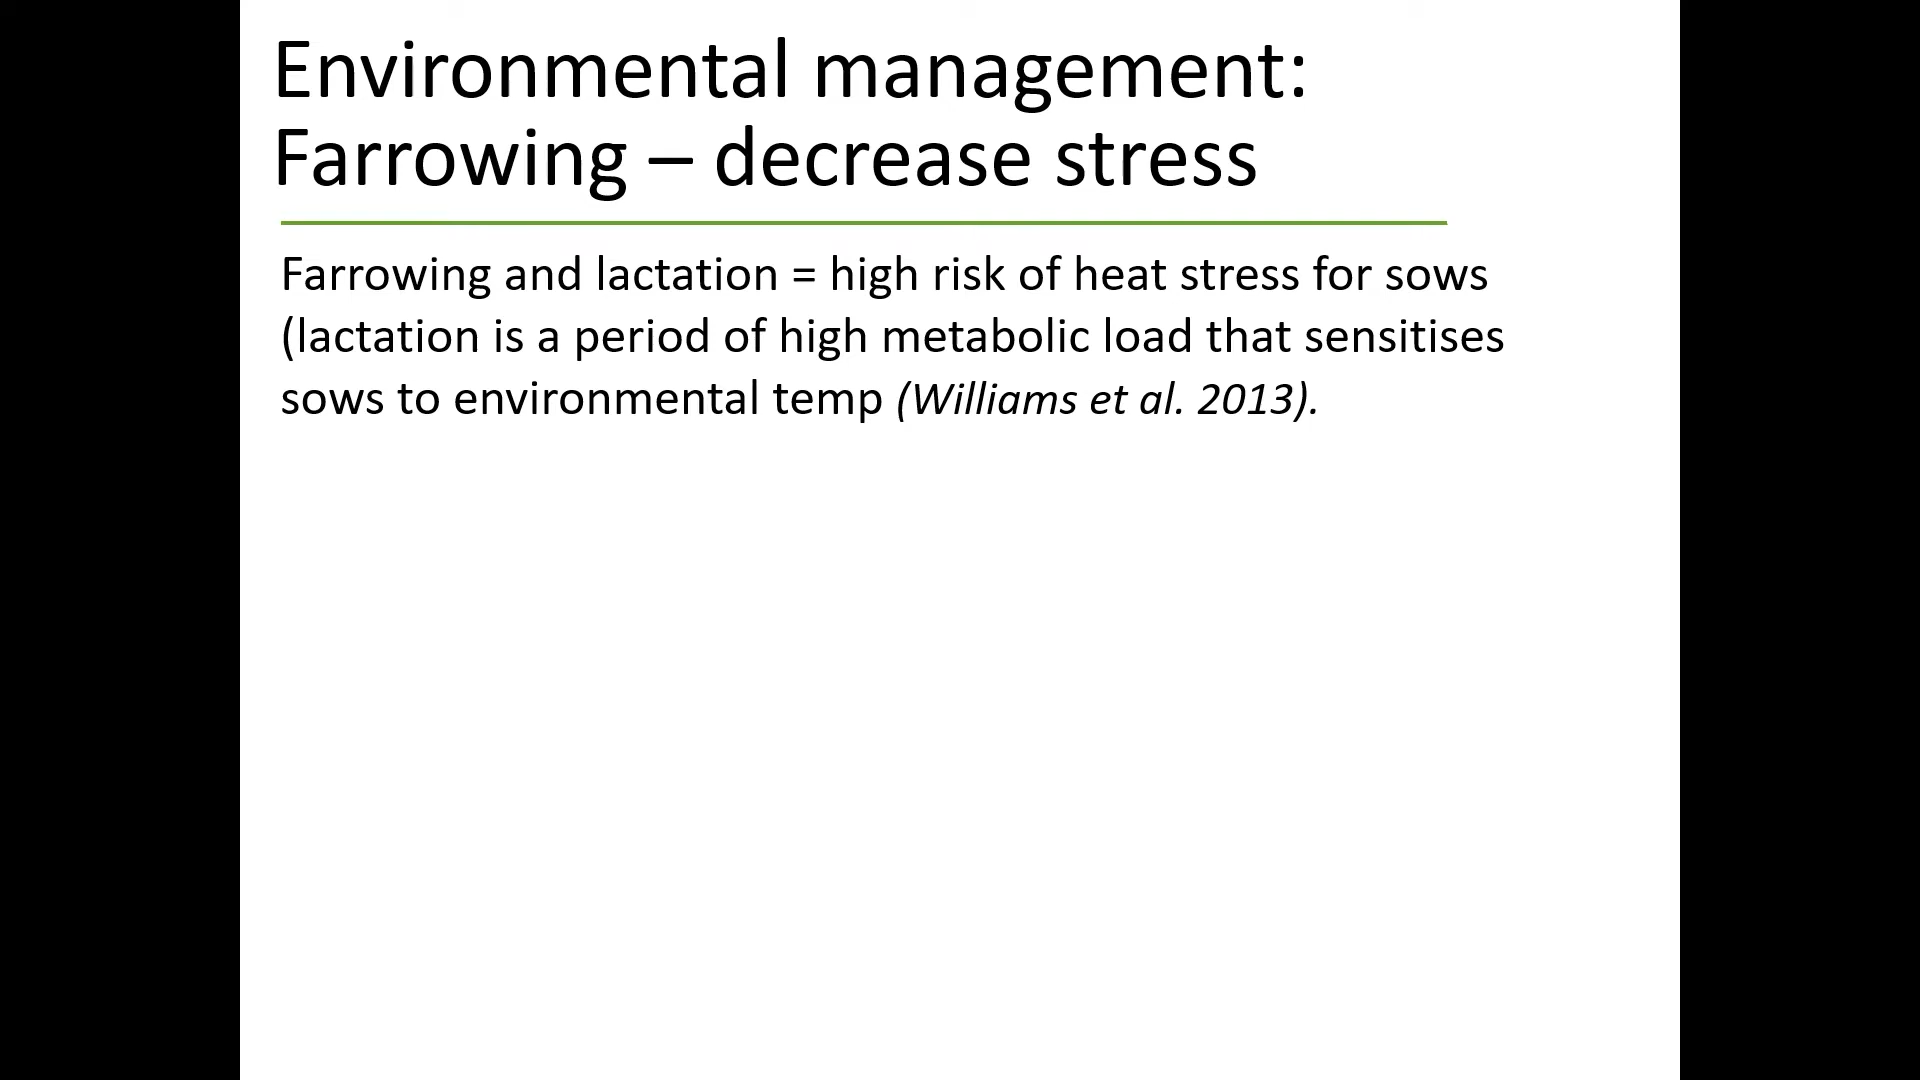 Environmental management:
Farrowing – decrease stress
Farrowing and lactation = high risk of heat stress for sows
(lactation is a period of high metabolic load that sensitises
sows to environmental temp (Williams et al. 2013).